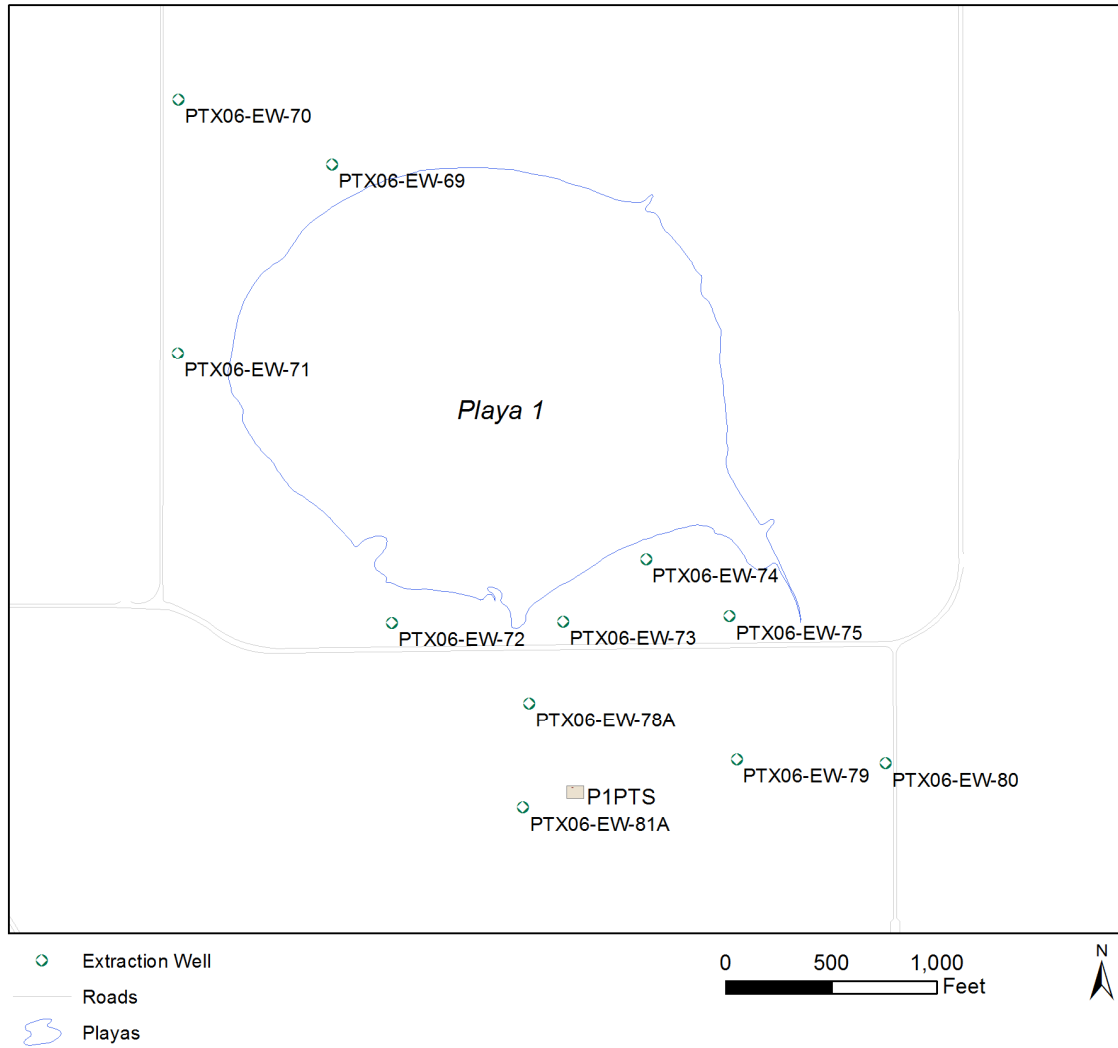 PTX06-EW-70
PTX06-EW-69
PTX06-EW-71
Playa 1
PTX06-EW-74
PTX06-EW-72
PTX06-EW-73
PTX06-EW-75
PTX06-EW-78A
PTX06-EW-79
PTX06-EW-80
P1PTS
PTX06-EW-81A
Extraction Well
Roads
Playas
0 500 1,000
Feet
N